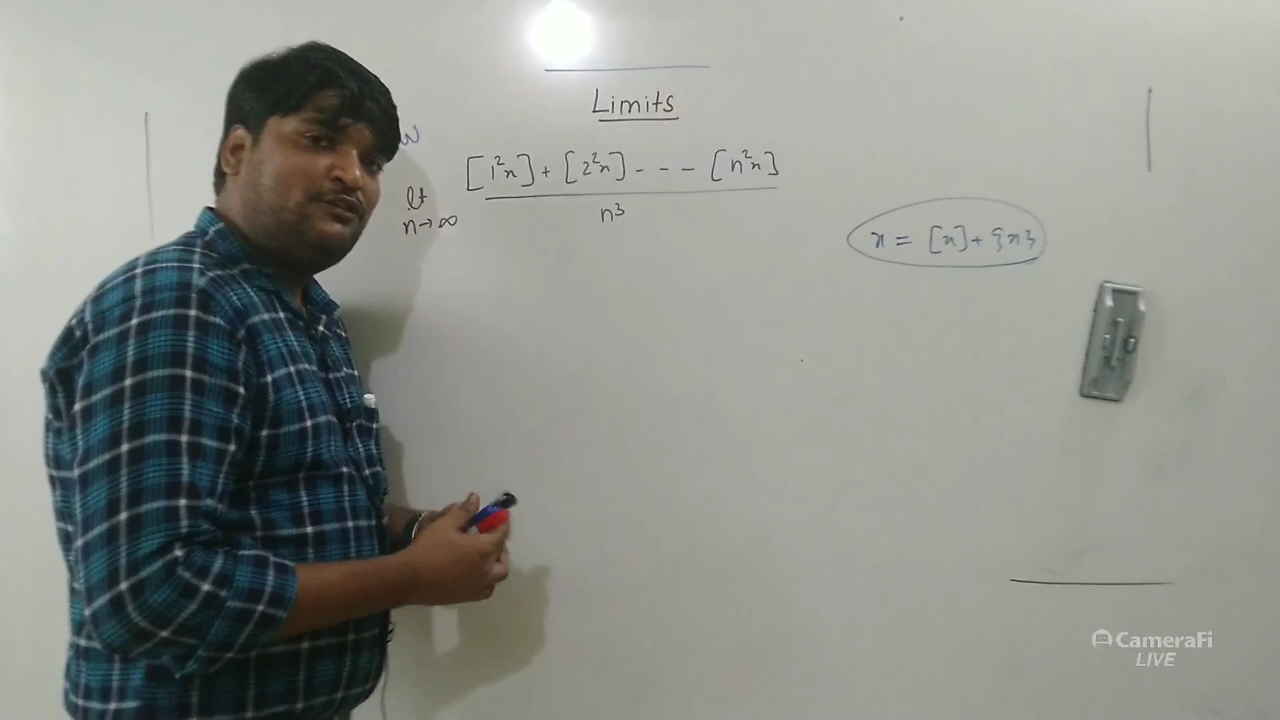 Limits
[1²x] + [2²x] - - - [n²x]
lt
n→∞
n³
x = [x] + {x}
CameraFi
LIVE